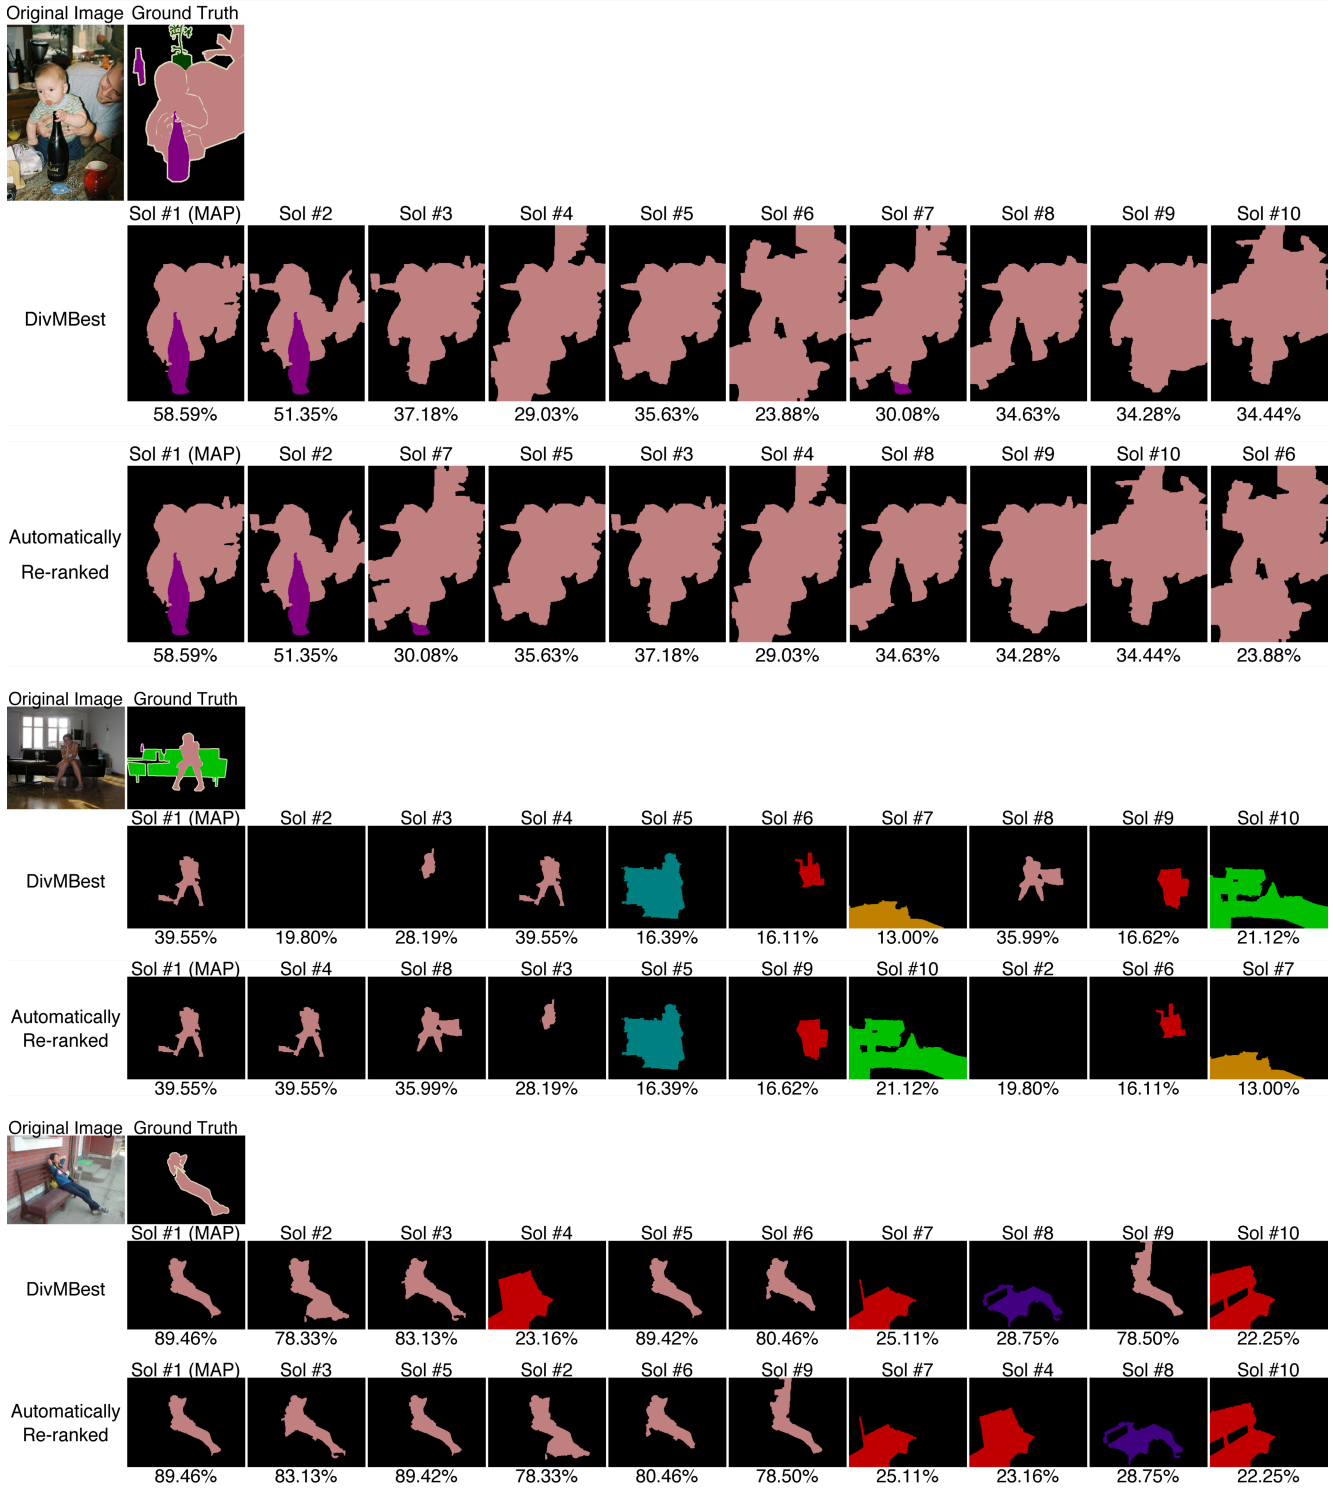 Original Image Ground Truth
Sol #1 (MAP) Sol #2 Sol #3 Sol #4 Sol #5 Sol #6 Sol #7 Sol #8 Sol #9 Sol #10
DivMBest
58.59% 51.35% 37.18% 29.03% 35.63% 23.88% 30.08% 34.63% 34.28% 34.44%
Sol #1 (MAP) Sol #2 Sol #7 Sol #5 Sol #3 Sol #4 Sol #8 Sol #9 Sol #10 Sol #6
Automatically
Re-ranked
58.59% 51.35% 30.08% 35.63% 37.18% 29.03% 34.63% 34.28% 34.44% 23.88%
Original Image Ground Truth
Sol #1 (MAP) Sol #2 Sol #3 Sol #4 Sol #5 Sol #6 Sol #7 Sol #8 Sol #9 Sol #10
DivMBest
39.55% 19.80% 28.19% 39.55% 16.39% 16.11% 13.00% 35.99% 16.62% 21.12%
Sol #1 (MAP) Sol #4 Sol #8 Sol #3 Sol #5 Sol #9 Sol #10 Sol #2 Sol #6 Sol #7
Automatically
Re-ranked
39.55% 39.55% 35.99% 28.19% 16.39% 16.62% 21.12% 19.80% 16.11% 13.00%
Original Image Ground Truth
Sol #1 (MAP) Sol #2 Sol #3 Sol #4 Sol #5 Sol #6 Sol #7 Sol #8 Sol #9 Sol #10
DivMBest
89.46% 78.33% 83.13% 23.16% 89.42% 80.46% 25.11% 28.75% 78.50% 22.25%
Sol #1 (MAP) Sol #3 Sol #5 Sol #2 Sol #6 Sol #9 Sol #7 Sol #4 Sol #8 Sol #10
Automatically
Re-ranked
89.46% 83.13% 89.42% 78.33% 80.46% 78.50% 25.11% 23.16% 28.75% 22.25%